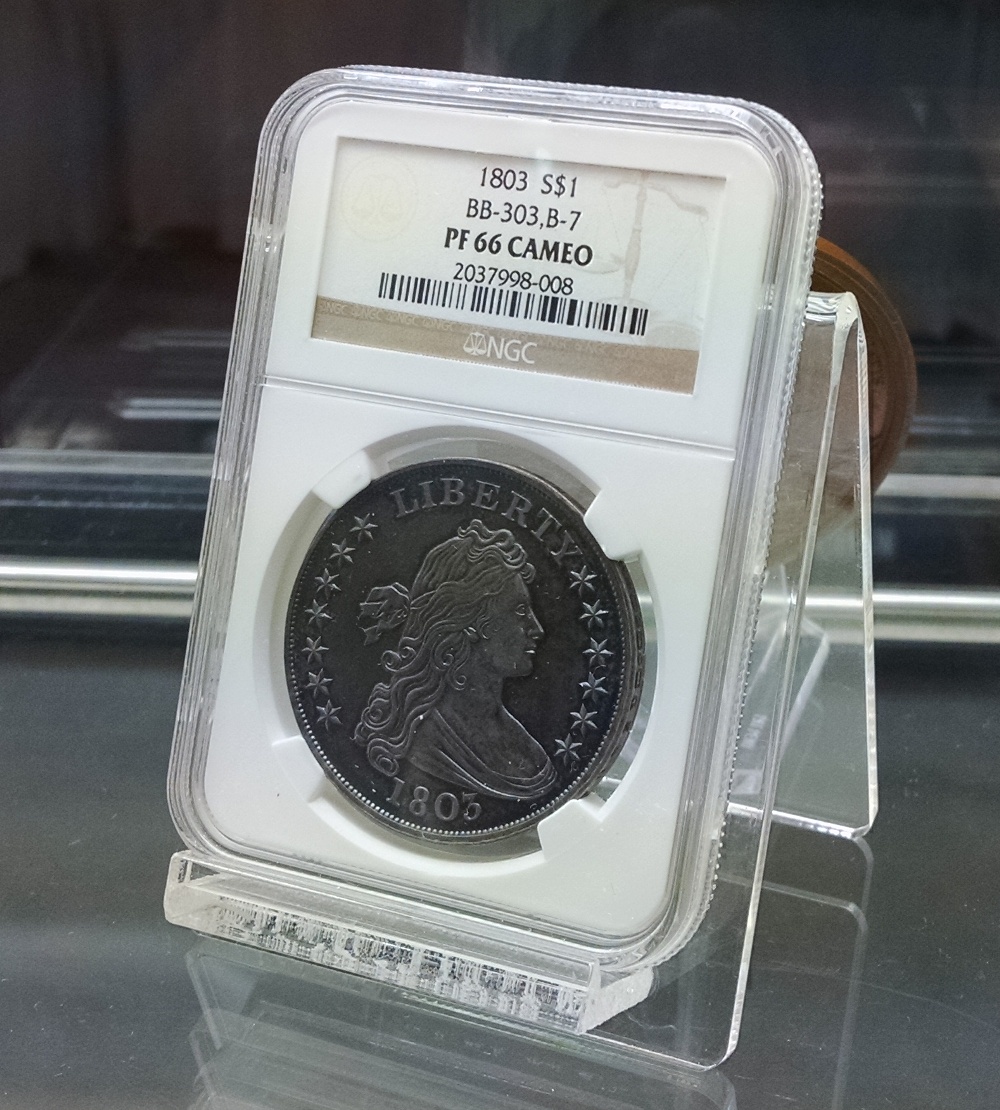 1803 S$1
BB-303,B-7
PF 66 CAMEO
2037998-008
NGC
LIBERTY
1803